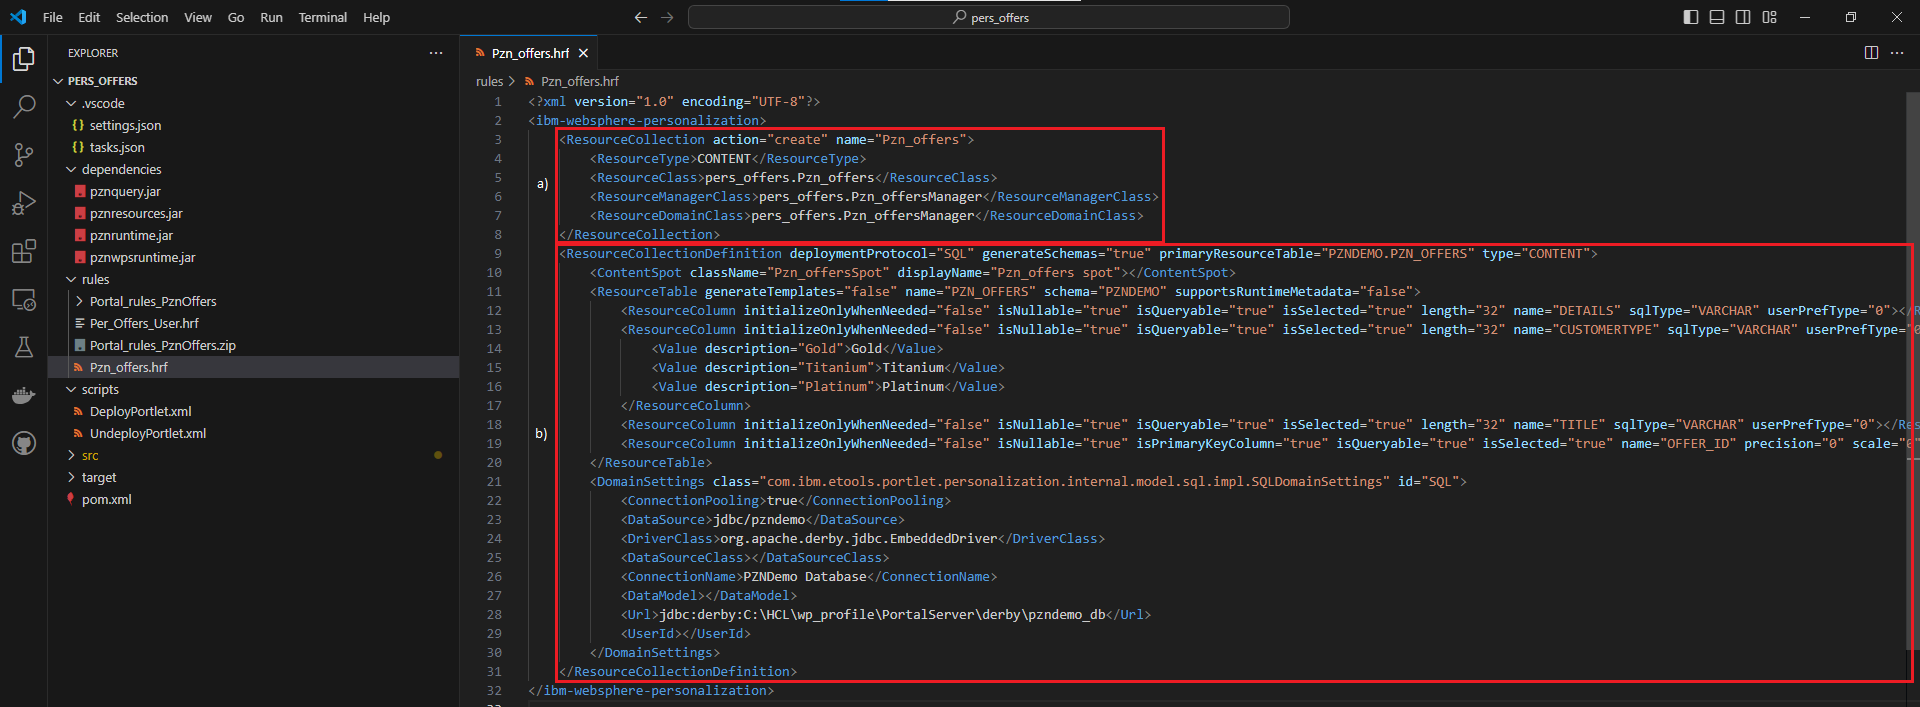 File Edit Selection View Go Run Terminal Help
pers_offers
EXPLORER
PERS_OFFERS
.vscode
{} settings.json
{} tasks.json
dependencies
pznquery.jar
pznresources.jar
pznruntime.jar
pznwpsruntime.jar
rules
Portal_rules_PznOffers
Per_Offers_User.hrf
Portal_rules_PznOffers.zip
Pzn_offers.hrf
scripts
DeployPortlet.xml
UndeployPortlet.xml
src
target
pom.xml
Pzn_offers.hrf
rules > Pzn_offers.hrf
1 <?xml version="1.0" encoding="UTF-8"?>
2 <ibm-websphere-personalization>
3 <ResourceCollection action="create" name="Pzn_offers">
4 <ResourceType>CONTENT</ResourceType>
a)
5 <ResourceClass>pers_offers.Pzn_offers</ResourceClass>
6 <ResourceManagerClass>pers_offers.Pzn_offersManager</ResourceManagerClass>
7 <ResourceDomainClass>pers_offers.Pzn_offersManager</ResourceDomainClass>
8 </ResourceCollection>
9 <ResourceCollectionDefinition deploymentProtocol="SQL" generateSchemas="true" primaryResourceTable="PZNDEMO.PZN_OFFERS" type="CONTENT">
10 <ContentSpot className="Pzn_offersSpot" displayName="Pzn_offers spot"></ContentSpot>
11 <ResourceTable generateTemplates="false" name="PZN_OFFERS" schema="PZNDEMO" supportsRuntimeMetadata="false">
12 <ResourceColumn initializeOnlyWhenNeeded="false" isNullable="true" isQueryable="true" isSelected="true" length="32" name="DETAILS" sqlType="VARCHAR" userPrefType="0"></R
13 <ResourceColumn initializeOnlyWhenNeeded="false" isNullable="true" isQueryable="true" isSelected="true" length="32" name="CUSTOMERTYPE" sqlType="VARCHAR" userPrefType="0
14 <Value description="Gold">Gold</Value>
15 <Value description="Titanium">Titanium</Value>
16 <Value description="Platinum">Platinum</Value>
17 </ResourceColumn>
b)
18 <ResourceColumn initializeOnlyWhenNeeded="false" isNullable="true" isQueryable="true" isSelected="true" length="32" name="TITLE" sqlType="VARCHAR" userPrefType="0"></Res
19 <ResourceColumn initializeOnlyWhenNeeded="false" isNullable="true" isPrimaryKeyColumn="true" isQueryable="true" isSelected="true" name="OFFER_ID" precision="0" scale="0"
20 </ResourceTable>
21 <DomainSettings class="com.ibm.etools.portlet.personalization.internal.model.sql.impl.SQLDomainSettings" id="SQL">
22 <ConnectionPooling>true</ConnectionPooling>
23 <DataSource>jdbc/pzndemo</DataSource>
24 <DriverClass>org.apache.derby.jdbc.EmbeddedDriver</DriverClass>
25 <DataSourceClass></DataSourceClass>
26 <ConnectionName>PZNDemo Database</ConnectionName>
27 <DataModel></DataModel>
28 <Url>jdbc:derby:C:\HCL\wp_profile\PortalServer\derby\pzndemo_db</Url>
29 <UserId></UserId>
30 </DomainSettings>
31 </ResourceCollectionDefinition>
32 </ibm-websphere-personalization>